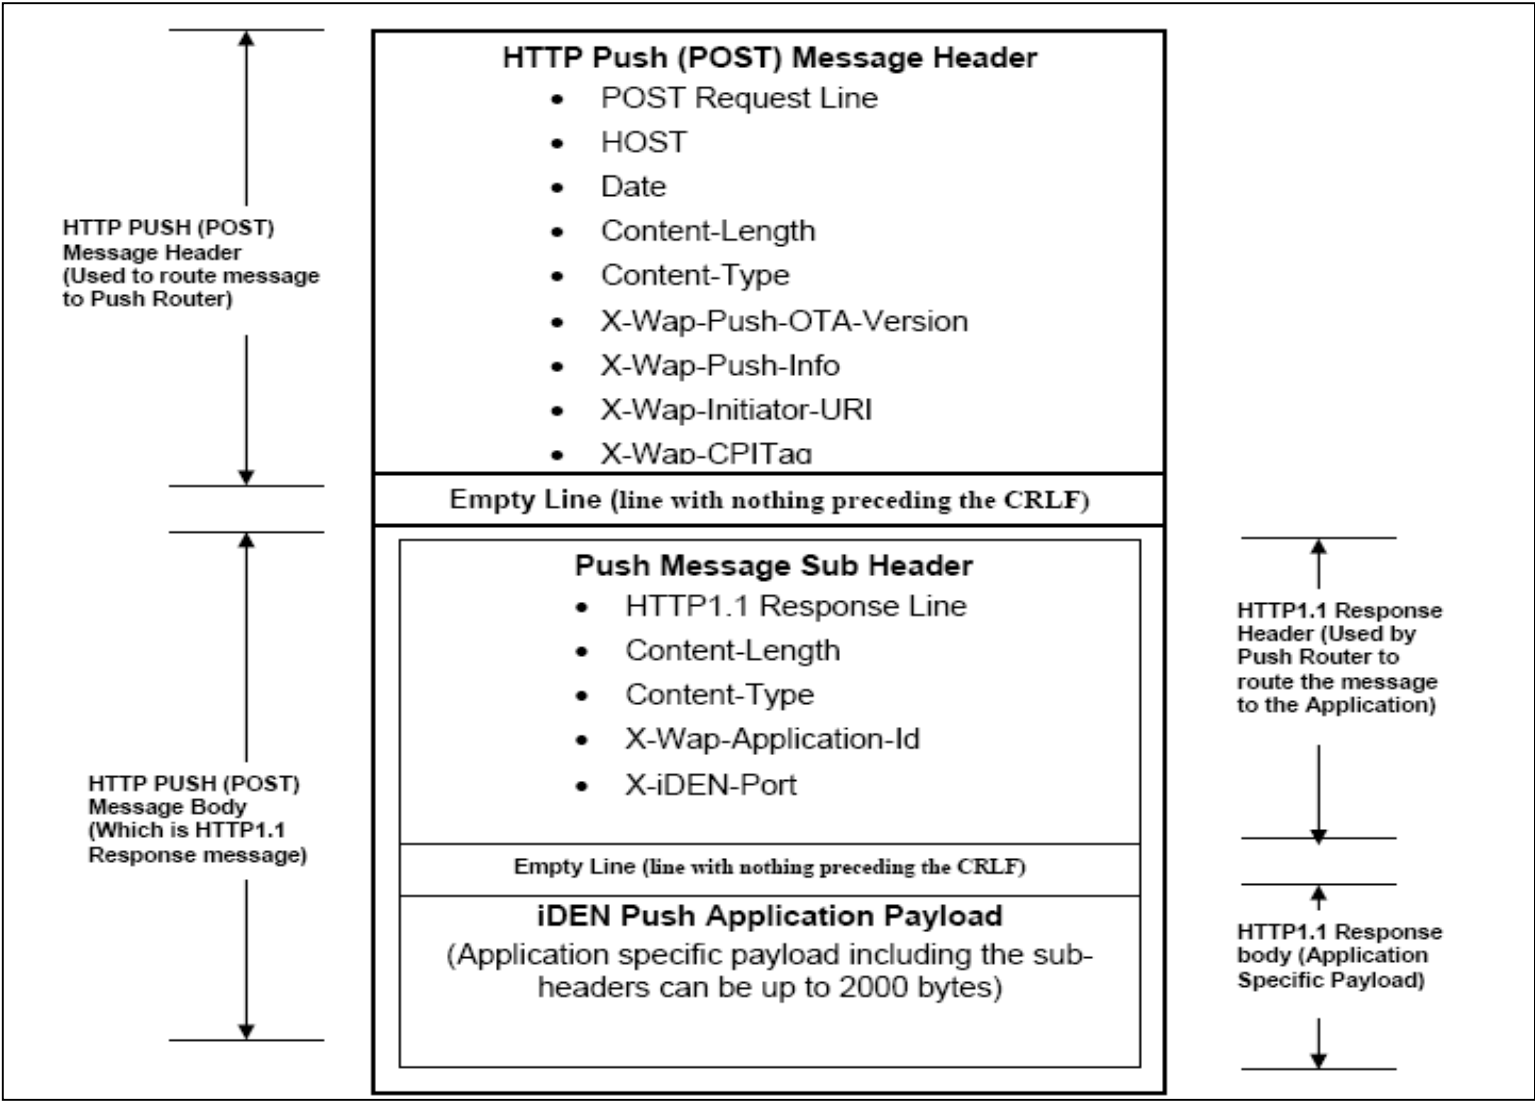 HTTP Push (POST) Message Header
• POST Request Line
• HOST
• Date
• Content-Length
• Content-Type
• X-Wap-Push-OTA-Version
• X-Wap-Push-Info
• X-Wap-Initiator-URI
• X-Wap-CPITag
HTTP PUSH (POST)
Message Header
(Used to route message
to Push Router)
Empty Line (line with nothing preceding the CRLF)
Push Message Sub Header
• HTTP1.1 Response Line
• Content-Length
• Content-Type
• X-Wap-Application-Id
• X-iDEN-Port
HTTP1.1 Response
Header (Used by
Push Router to
route the message
to the Application)
HTTP PUSH (POST)
Message Body
(Which is HTTP1.1
Response message)
Empty Line (line with nothing preceding the CRLF)
iDEN Push Application Payload
(Application specific payload including the sub-
headers can be up to 2000 bytes)
HTTP1.1 Response
body (Application
Specific Payload)